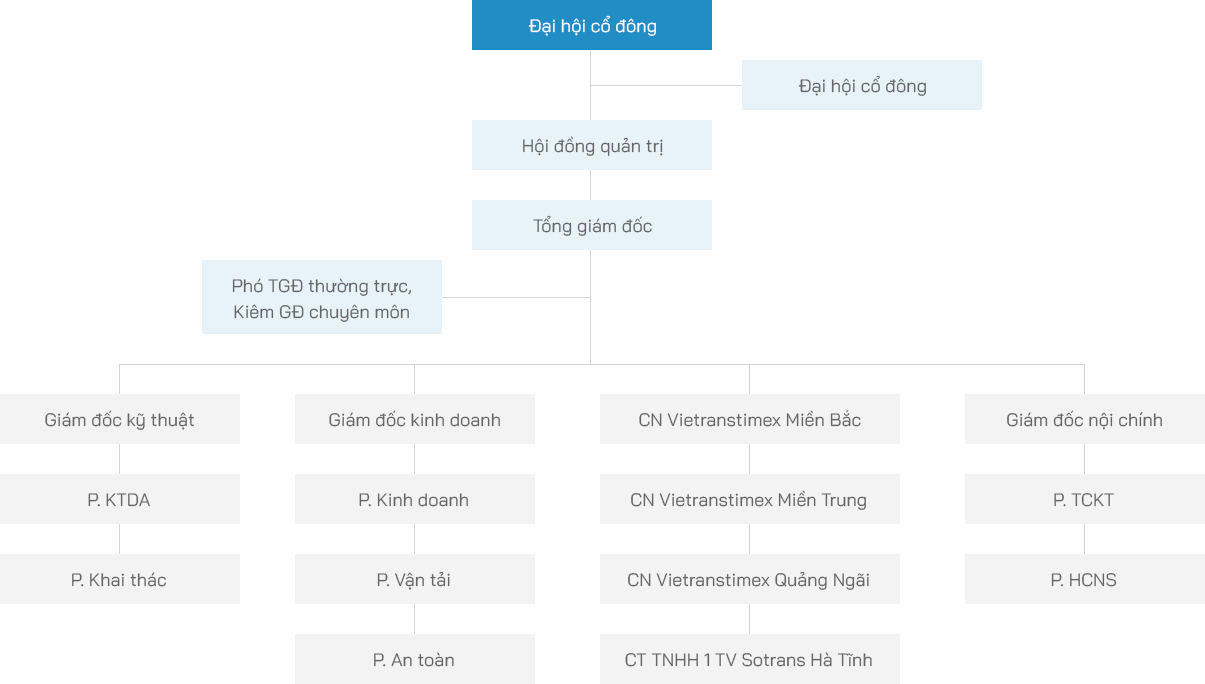 Đại hội cổ đông
Đại hội cổ đông
Hội đồng quản trị
Tổng giám đốc
Phó TGĐ thường trực,
Kiêm GĐ chuyên môn
Giám đốc kỹ thuật
Giám đốc kinh doanh
CN Vietranstimex Miền Bắc
Giám đốc nội chính
P. KTDA
P. Kinh doanh
CN Vietranstimex Miền Trung
P. TCKT
P. Khai thác
P. Vận tải
CN Vietranstimex Quảng Ngãi
P. HCNS
P. An toàn
CT TNHH 1 TV Sotrans Hà Tĩnh